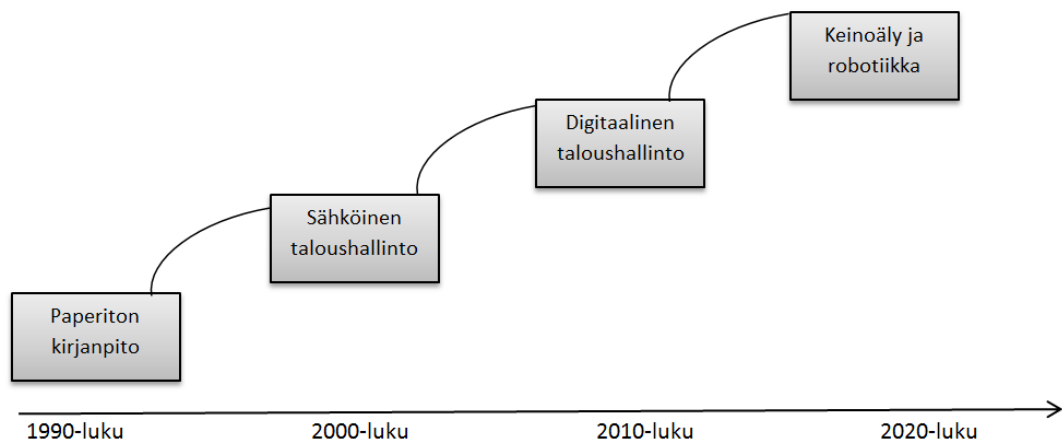 Keinoäly ja
robotiikka
Digitaalinen
taloushallinto
Sähköinen
taloushallinto
Paperiton
kirjanpito
1990-luku
2000-luku
2010-luku
2020-luku